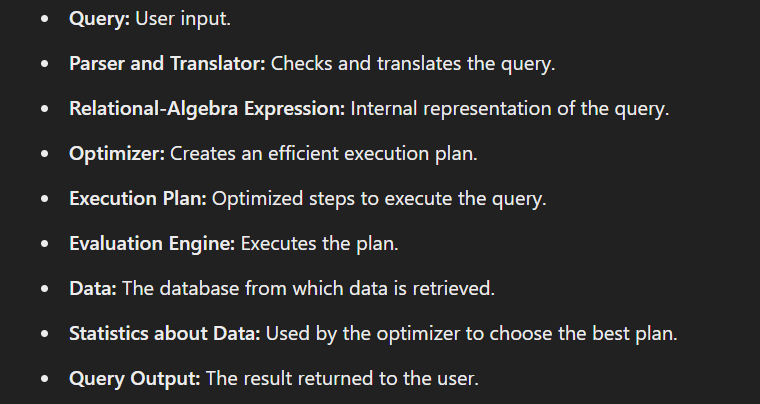 • Query: User input.
• Parser and Translator: Checks and translates the query.
• Relational-Algebra Expression: Internal representation of the query.
• Optimizer: Creates an efficient execution plan.
• Execution Plan: Optimized steps to execute the query.
• Evaluation Engine: Executes the plan.
• Data: The database from which data is retrieved.
• Statistics about Data: Used by the optimizer to choose the best plan.
• Query Output: The result returned to the user.